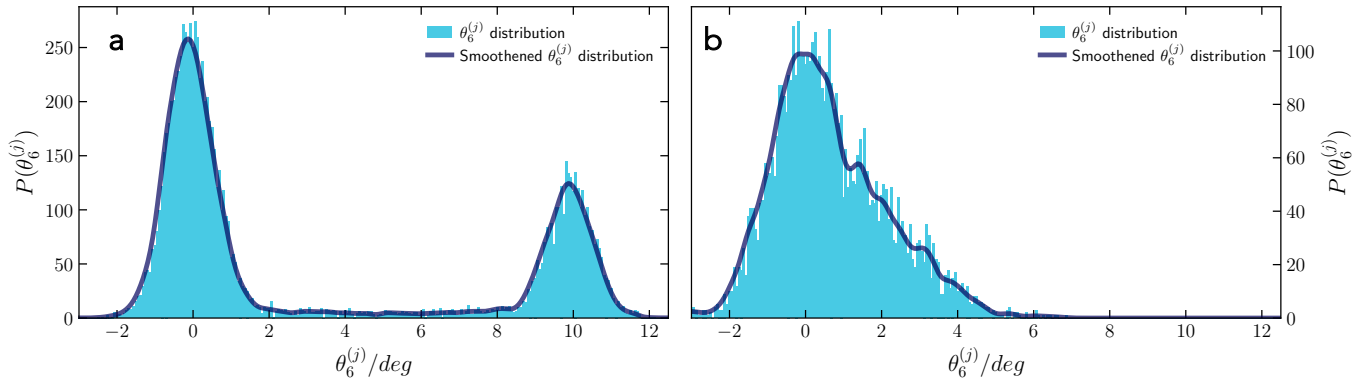 a
θ₆⁽ʲ⁾ distribution
Smoothened θ₆⁽ʲ⁾ distribution
P(θ₆⁽ʲ⁾)
250
200
150
100
50
0
−2 0 2 4 6 8 10 12
θ₆⁽ʲ⁾/deg
b
θ₆⁽ʲ⁾ distribution
Smoothened θ₆⁽ʲ⁾ distribution
100
80
60
40
20
0
P(θ₆⁽ʲ⁾)
−2 0 2 4 6 8 10 12
θ₆⁽ʲ⁾/deg